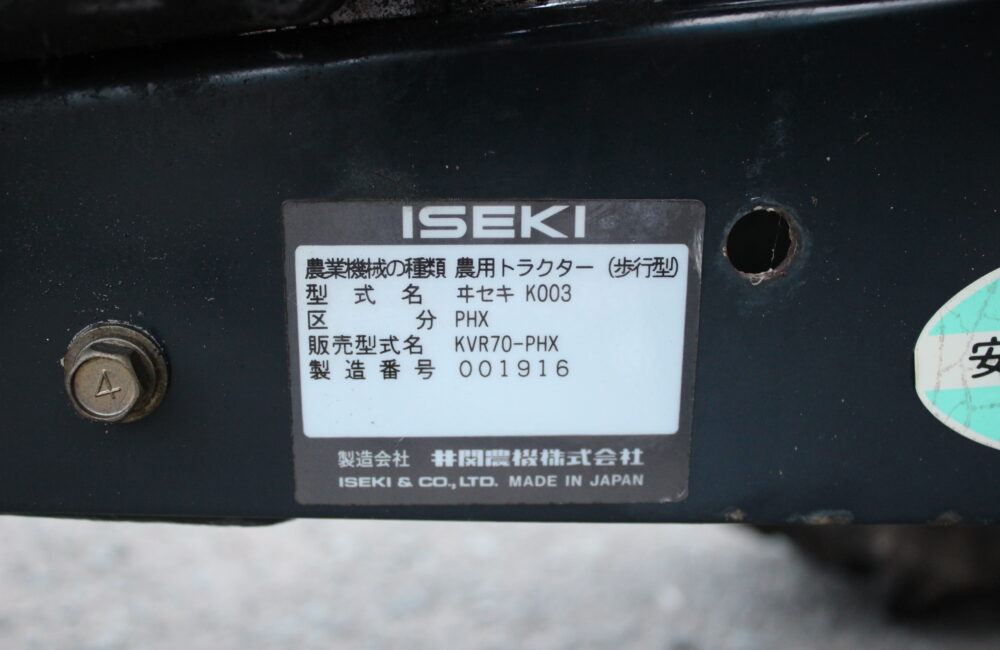 ISEKI
農業機械の種類 農用トラクター (歩行型)
型式名 ヰセキ K003
区分 PHX
販売型式名 KVR70-PHX
製造番号 001916
製造会社 井関農機株式会社
ISEKI & CO., LTD. MADE IN JAPAN
4
安